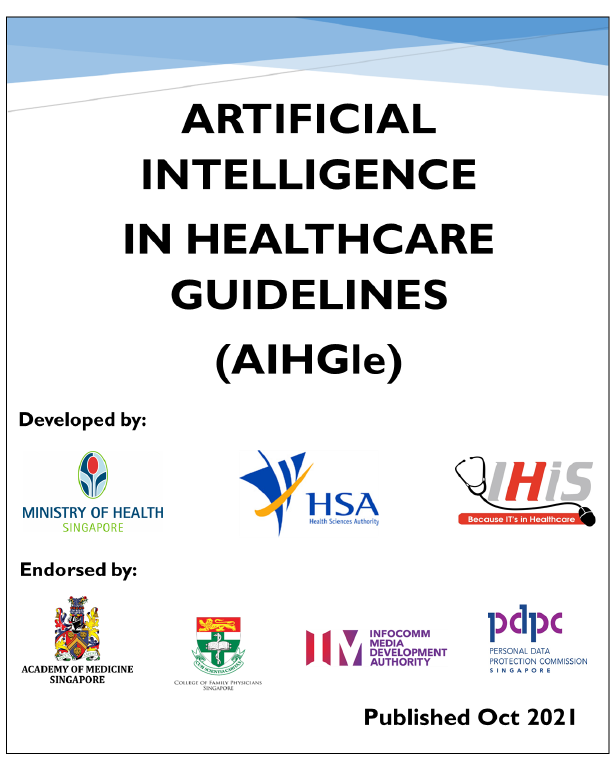 ARTIFICIAL
INTELLIGENCE
IN HEALTHCARE
GUIDELINES
(AIHGle)
Developed by:
MINISTRY OF HEALTH
SINGAPORE
HSA
Health Sciences Authority
IHiS
Because IT's in Healthcare
Endorsed by:
ACADEMY OF MEDICINE
SINGAPORE
COLLEGE OF FAMILY PHYSICIANS
SINGAPORE
INFOCOMM
MEDIA
DEVELOPMENT
AUTHORITY
pdpc
PERSONAL DATA
PROTECTION COMMISSION
SINGAPORE
Published Oct 2021